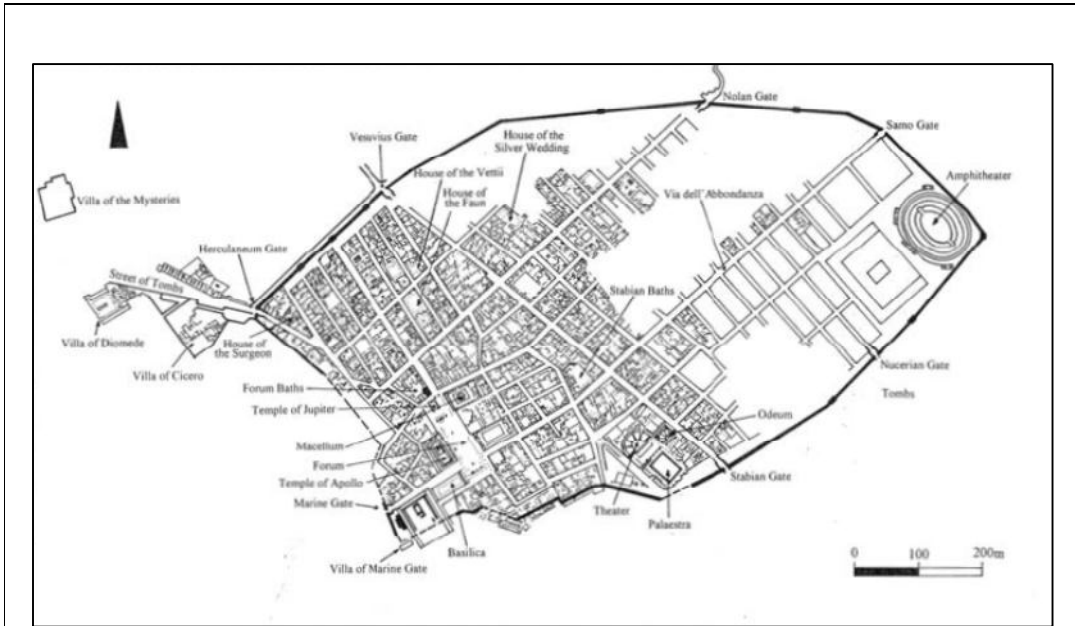 Nolan Gate
Samo Gate
Vesuvius Gate
House of the
Silver Wedding
House of the Vettii
House of
the Faun
Amphitheater
Via dell'Abbondanza
Villa of the Mysteries
Herculaneum Gate
Street of Tombs
Stabian Baths
Villa of Diomede
House of
the Surgeon
Villa of Cicero
Nucerian Gate
Tombs
Forum Baths
Temple of Jupiter
Odeum
Macellum
Forum
Temple of Apollo
Stabian Gate
Marine Gate
Theater
Palaestra
Basilica
Villa of Marine Gate
0 100 200m